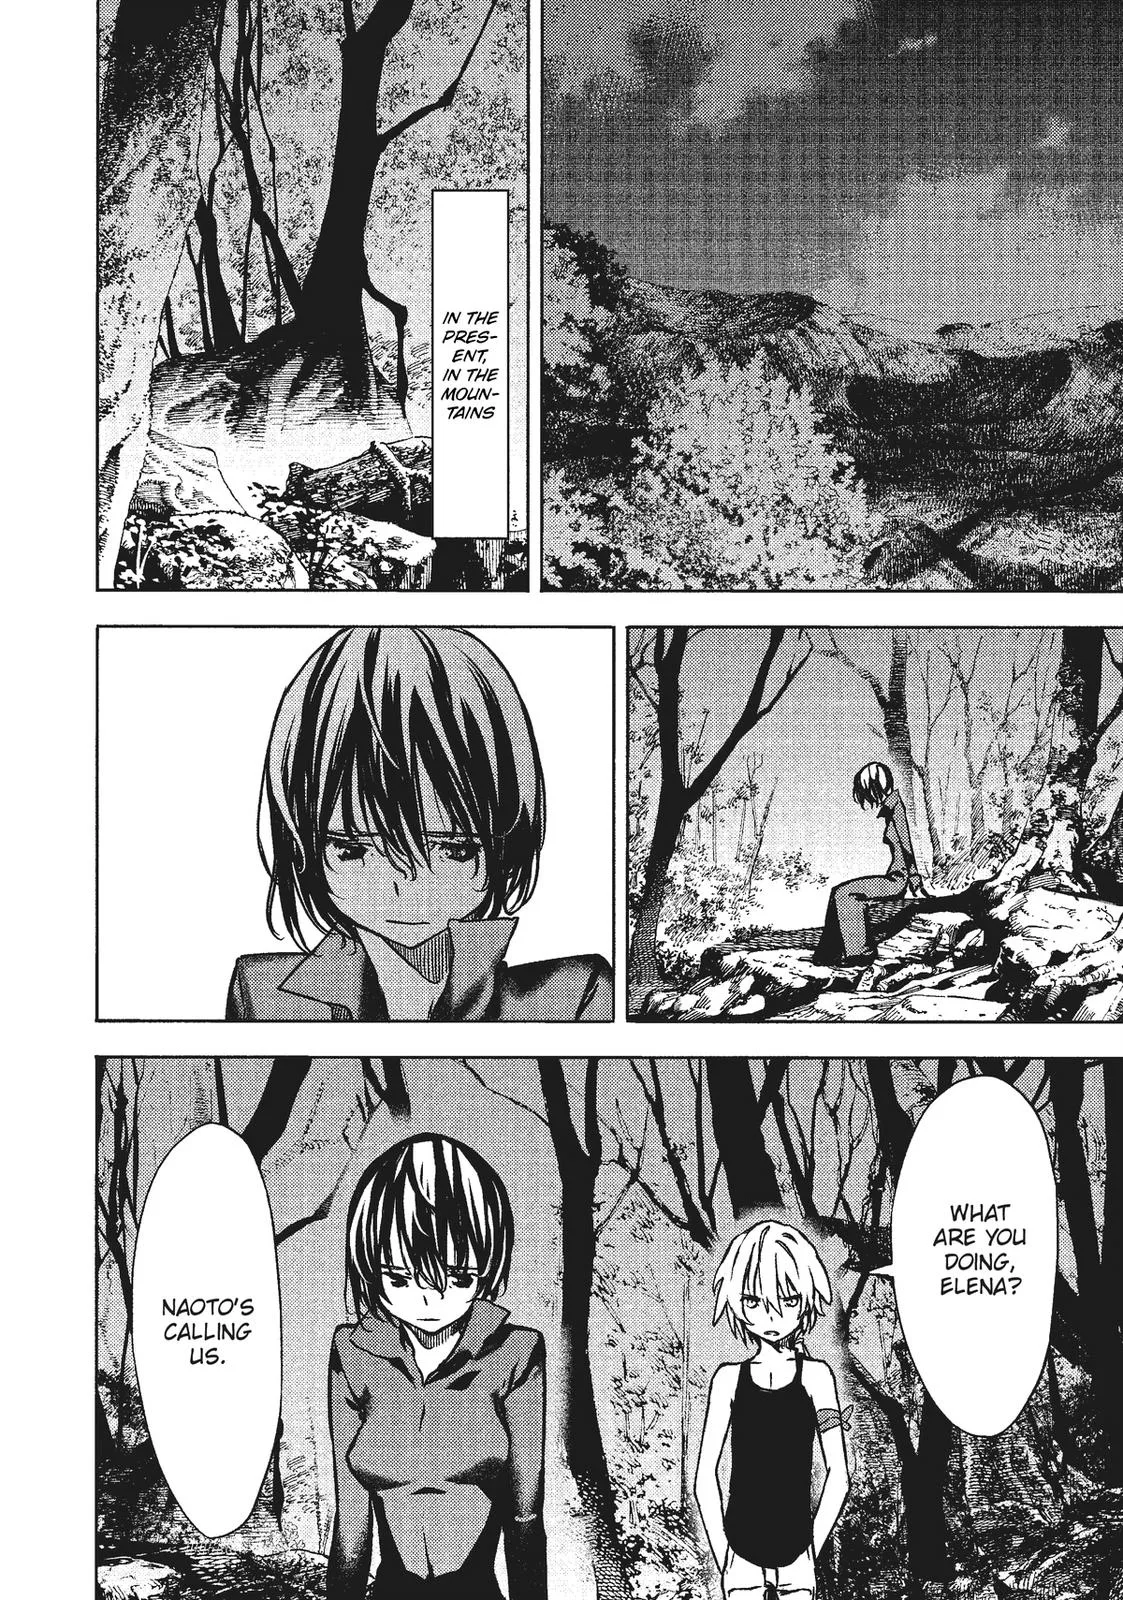 IN THE
PRES-
ENT,
IN THE
MOUN-
TAINS
WHAT
ARE YOU
DOING,
ELENA?
NAOTO'S
CALLING
US.